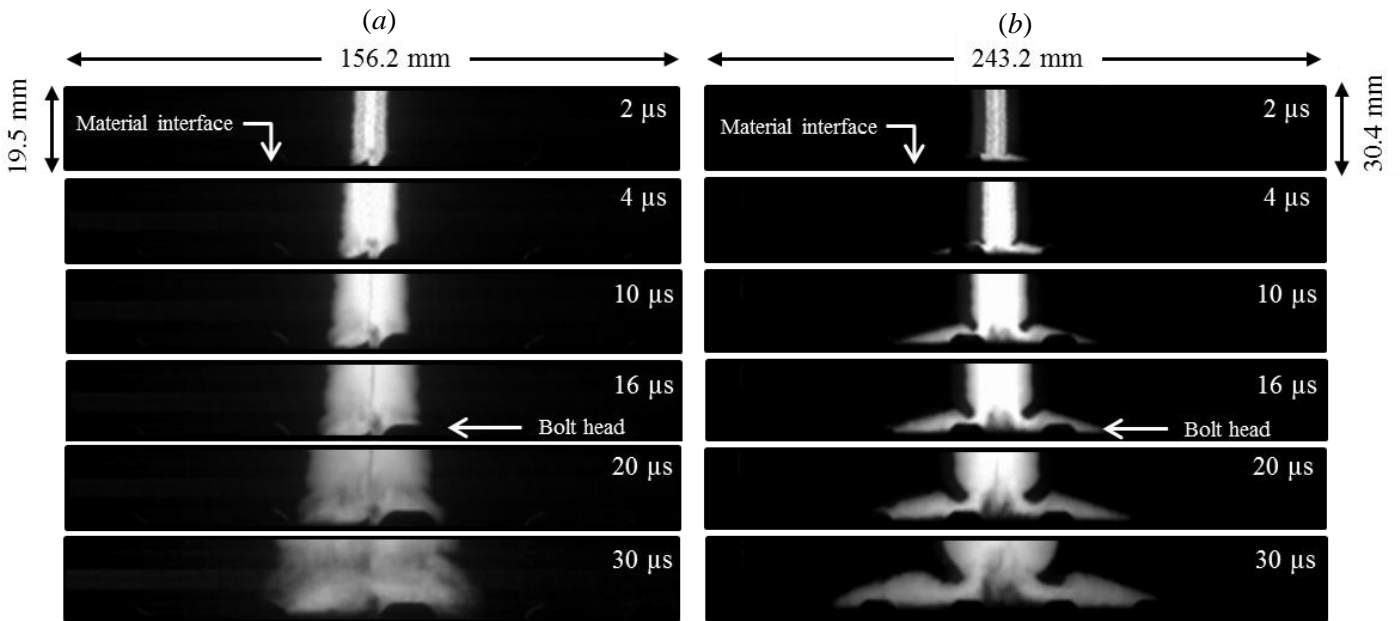 (a)
(b)
156.2 mm
243.2 mm
19.5 mm
30.4 mm
Material interface
2 µs
Material interface
2 µs
4 µs
4 µs
10 µs
10 µs
16 µs
16 µs
Bolt head
Bolt head
20 µs
20 µs
30 µs
30 µs